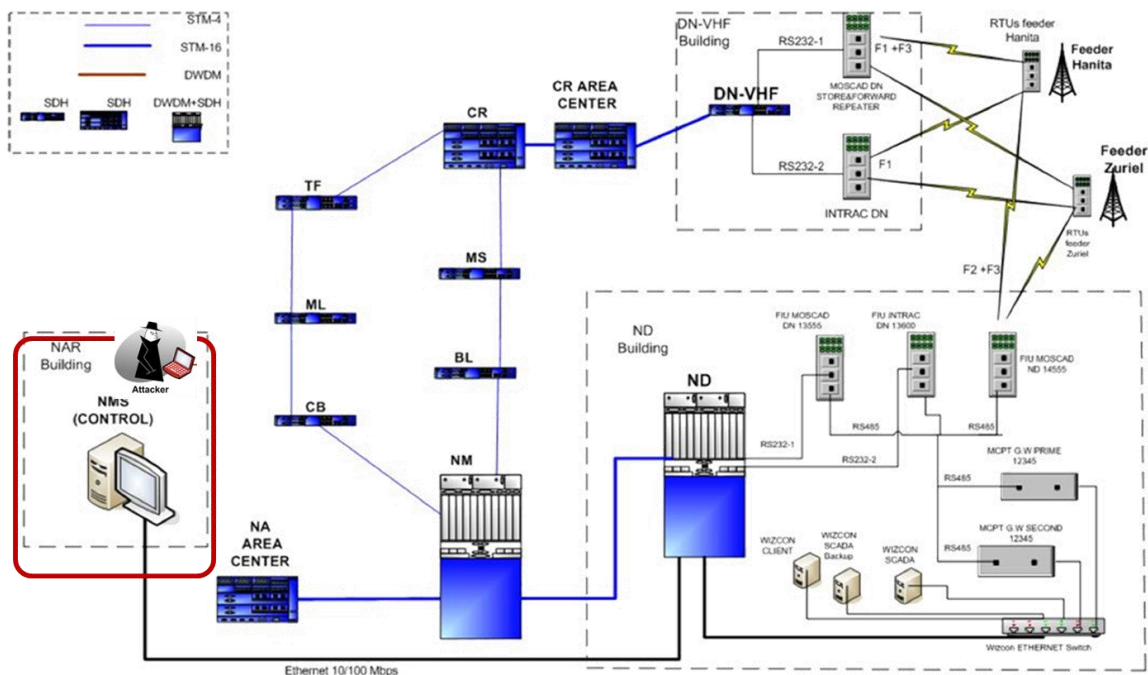 STM-4
STM-16
DWDM
SDH
SDH
DWDM+SDH
CR AREA
CENTER
CR
TF
MS
ML
BL
CB
NM
NA
AREA
CENTER
NAR
Building
Attacker
NMS
(CONTROL)
Ethernet 10/100 Mbps
DN-VHF
Building
DN-VHF
RS232-1
RS232-2
MOSCAD DN
STORE&FORWARD
REPEATER
INTRAC DN
F1 +F3
F1
RTUs feeder
Hanita
Feeder
Hanita
Feeder
Zuriel
RTUs
feeder
Zuriel
F2 +F3
ND
Building
ND
FIU MOSCAD
DN 13555
FIU INTRAC
DN 13600
FIU MOSCAD
ND 14555
RS232-1
RS232-2
RS485
RS485
RS485
RS485
MCPT G.W PRIME
12345
MCPT G.W SECOND
12345
WIZCON
CLIENT
WIZCON
SCADA
Backup
WIZCON
SCADA
Wizcon ETHERNET Switch